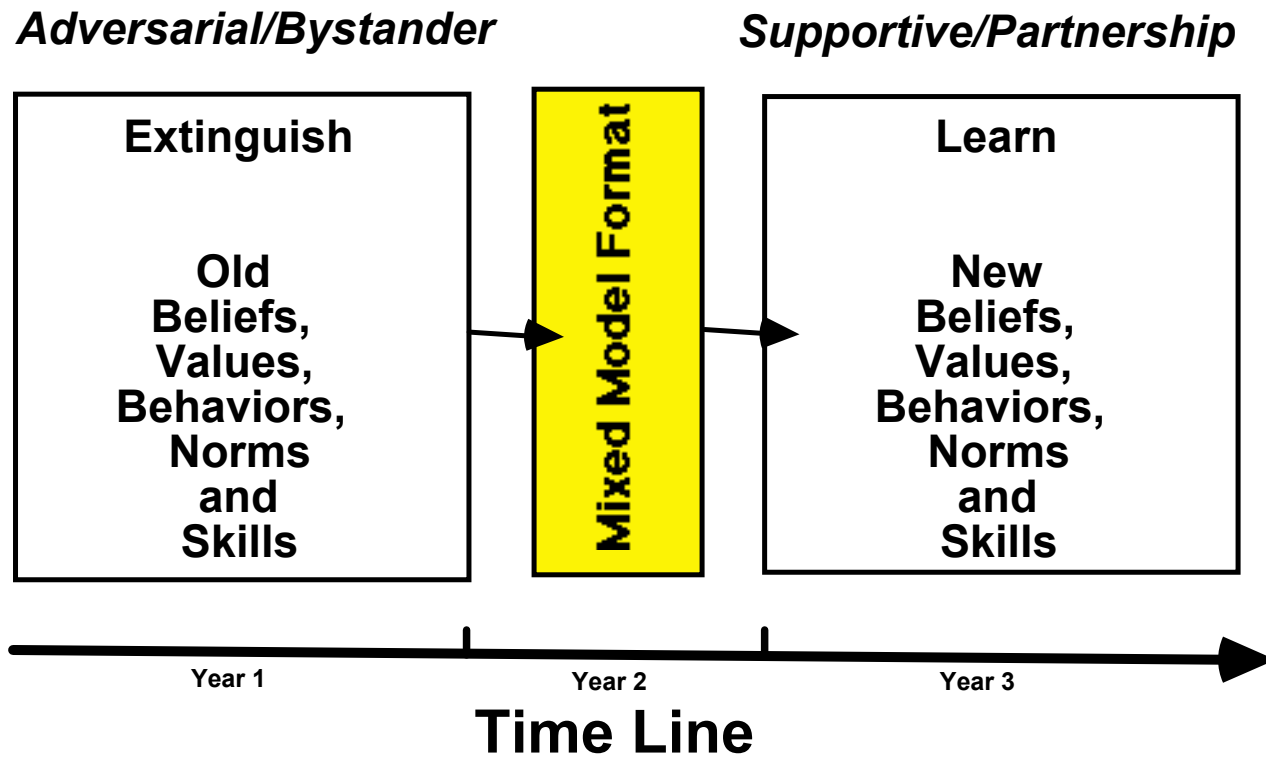 Adversarial/Bystander
Supportive/Partnership
Extinguish
Old
Beliefs,
Values,
Behaviors,
Norms
and
Skills
Mixed Model Format
Learn
New
Beliefs,
Values,
Behaviors,
Norms
and
Skills
Year 1
Year 2
Year 3
Time Line